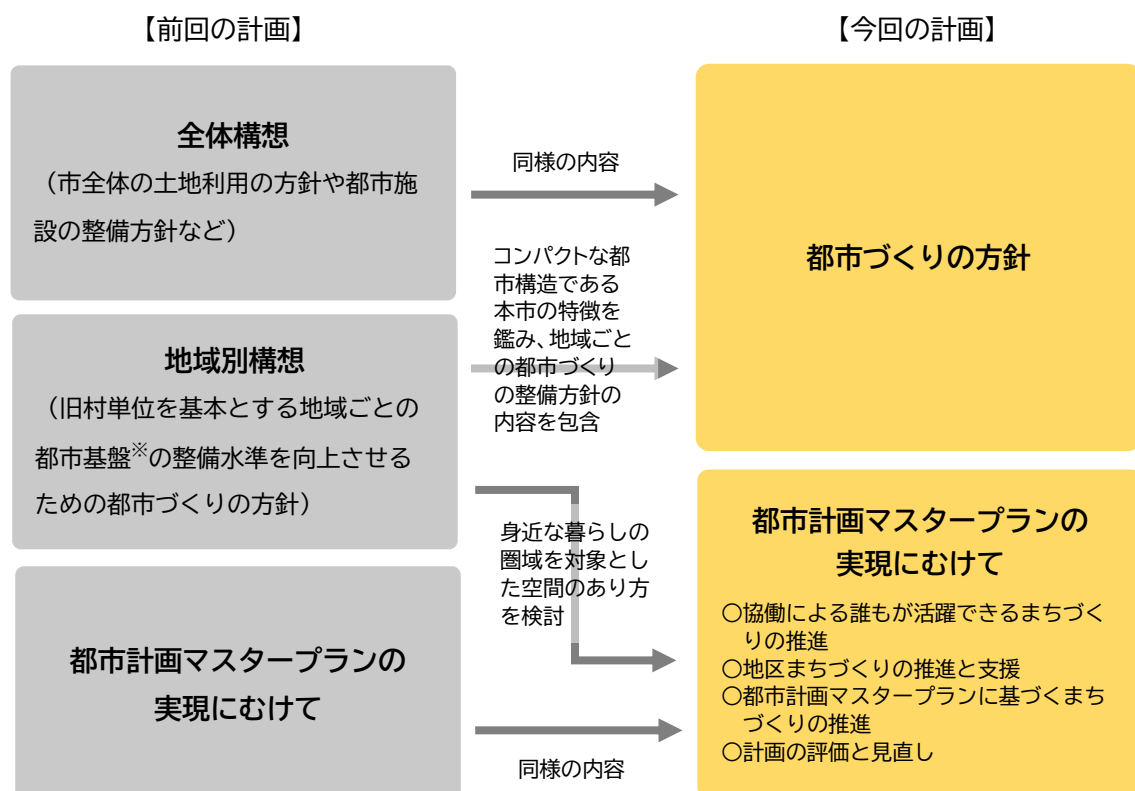 【前回の計画】
【今回の計画】
全体構想
（市全体の土地利用の方針や都市施
設の整備方針など）
同様の内容
都市づくりの方針
コンパクトな都
市構造である
本市の特徴を
鑑み、地域ごと
の都市づくり
の整備方針の
内容を包含
地域別構想
（旧村単位を基本とする地域ごとの
都市基盤※の整備水準を向上させる
ための都市づくりの方針）
身近な暮らしの
圏域を対象とし
た空間のあり方
を検討
都市計画マスタープランの
実現にむけて
同様の内容
都市計画マスタープランの
実現にむけて
○協働による誰もが活躍できるまちづく
りの推進
○地区まちづくりの推進と支援
○都市計画マスタープランに基づくまち
づくりの推進
○計画の評価と見直し